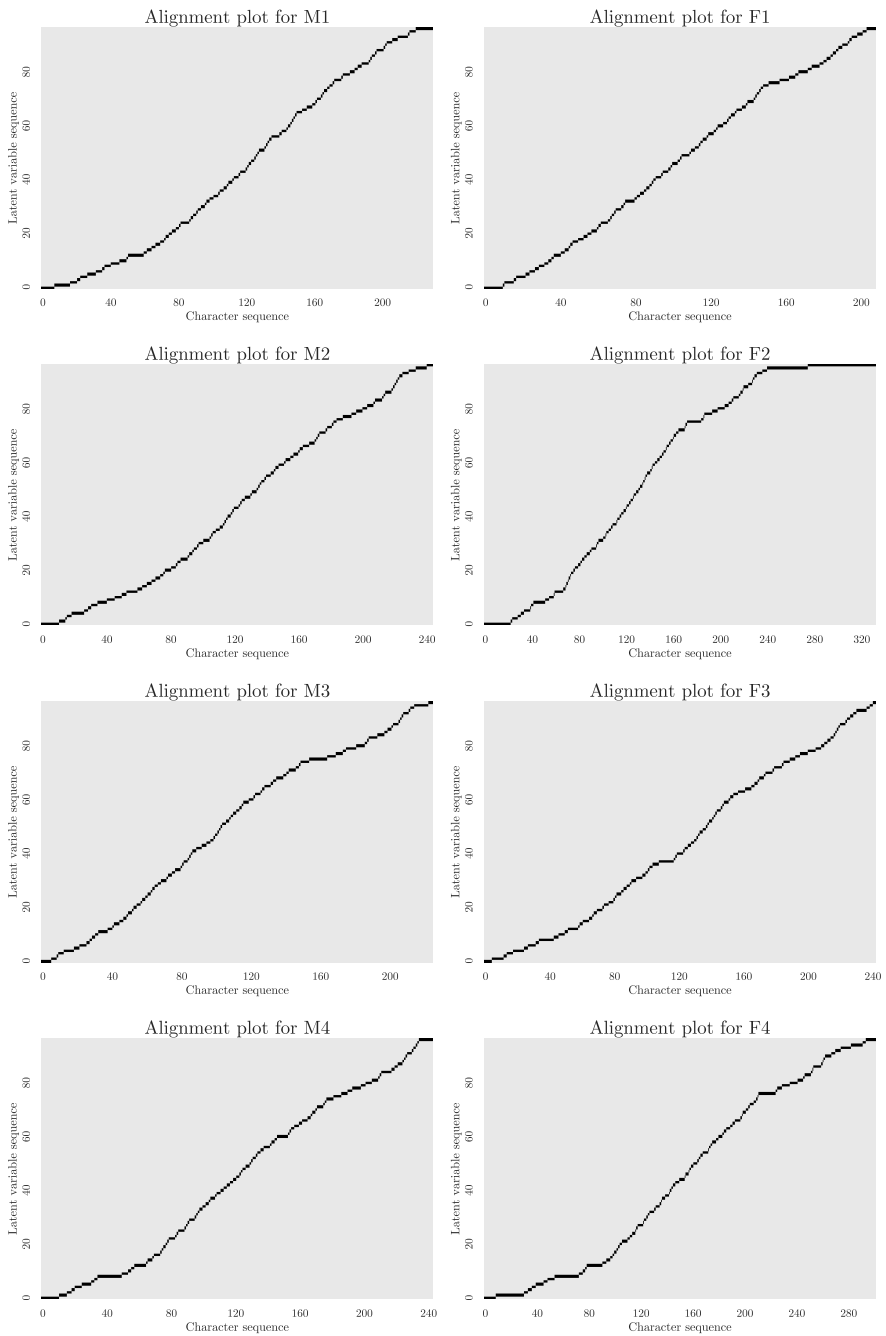 Alignment plot for M1
Latent variable sequence
80
60
40
20
0
0 40 80 120 160 200
Character sequence
Alignment plot for F1
Latent variable sequence
80
60
40
20
0
0 40 80 120 160 200
Character sequence
Alignment plot for M2
Latent variable sequence
80
60
40
20
0
0 40 80 120 160 200 240
Character sequence
Alignment plot for F2
Latent variable sequence
80
60
40
20
0
0 40 80 120 160 200 240 280 320
Character sequence
Alignment plot for M3
Latent variable sequence
80
60
40
20
0
0 40 80 120 160 200
Character sequence
Alignment plot for F3
Latent variable sequence
80
60
40
20
0
0 40 80 120 160 200 240
Character sequence
Alignment plot for M4
Latent variable sequence
80
60
40
20
0
0 40 80 120 160 200 240
Character sequence
Alignment plot for F4
Latent variable sequence
80
60
40
20
0
0 40 80 120 160 200 240 280
Character sequence